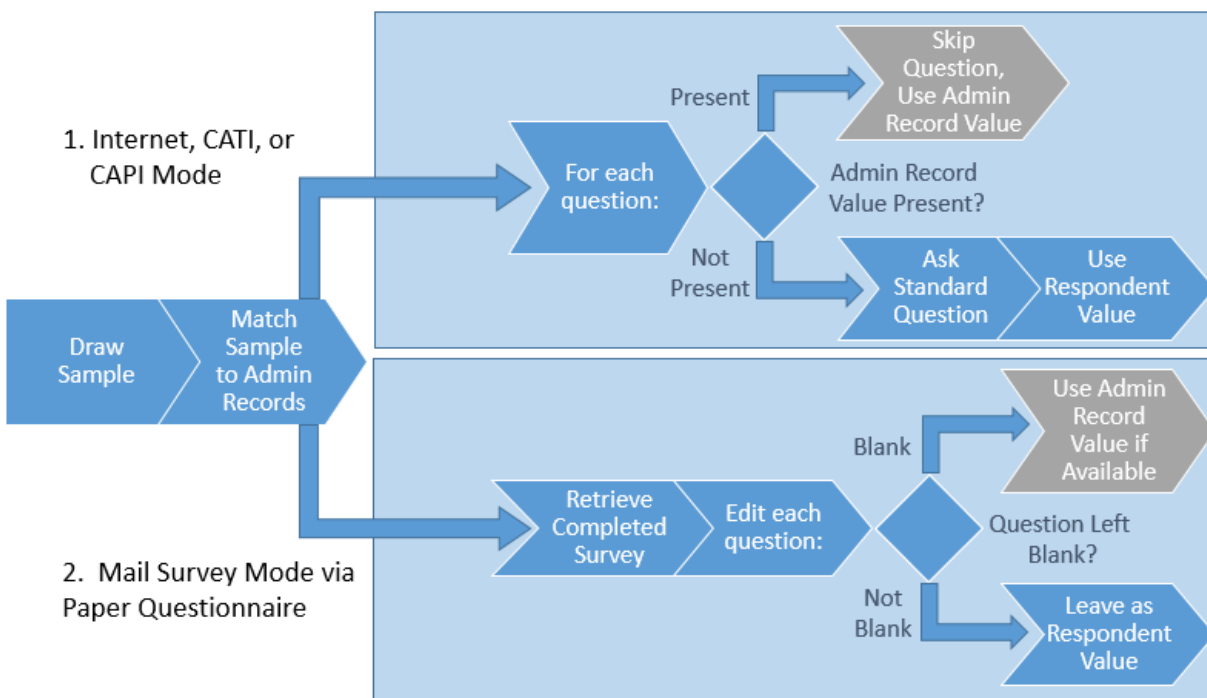 1. Internet, CATI, or
CAPI Mode
Draw
Sample
Match
Sample
to Admin
Records
For each
question:
Present
Skip
Question,
Use Admin
Record Value
Admin Record
Value Present?
Not
Present
Ask
Standard
Question
Use
Respondent
Value
2. Mail Survey Mode via
Paper Questionnaire
Retrieve
Completed
Survey
Edit each
question:
Blank
Use Admin
Record
Value if
Available
Question Left
Blank?
Not
Blank
Leave as
Respondent
Value